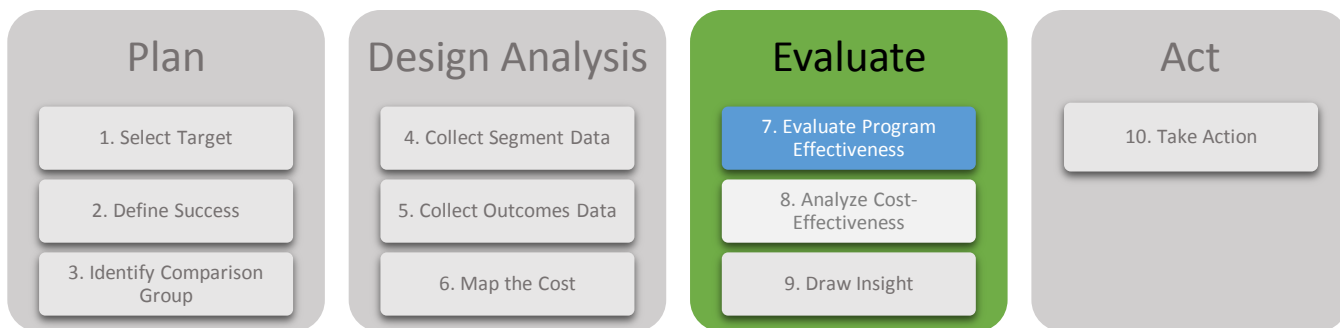 Plan
1. Select Target
2. Define Success
3. Identify Comparison
Group
Design Analysis
4. Collect Segment Data
5. Collect Outcomes Data
6. Map the Cost
Evaluate
7. Evaluate Program
Effectiveness
8. Analyze Cost-
Effectiveness
9. Draw Insight
Act
10. Take Action